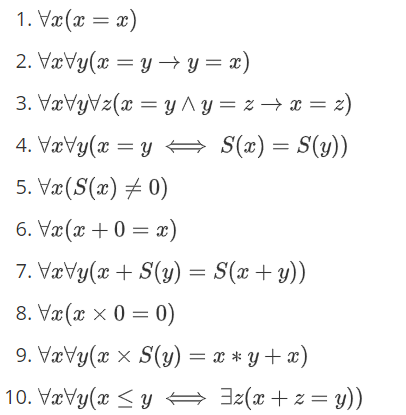 1. ∀x(x = x)
2. ∀x∀y(x = y → y = x)
3. ∀x∀y∀z(x = y ∧ y = z → x = z)
4. ∀x∀y(x = y ⟺ S(x) = S(y))
5. ∀x(S(x) ≠ 0)
6. ∀x(x + 0 = x)
7. ∀x∀y(x + S(y) = S(x + y))
8. ∀x(x × 0 = 0)
9. ∀x∀y(x × S(y) = x ∗ y + x)
10. ∀x∀y(x ≤ y ⟺ ∃z(x + z = y))